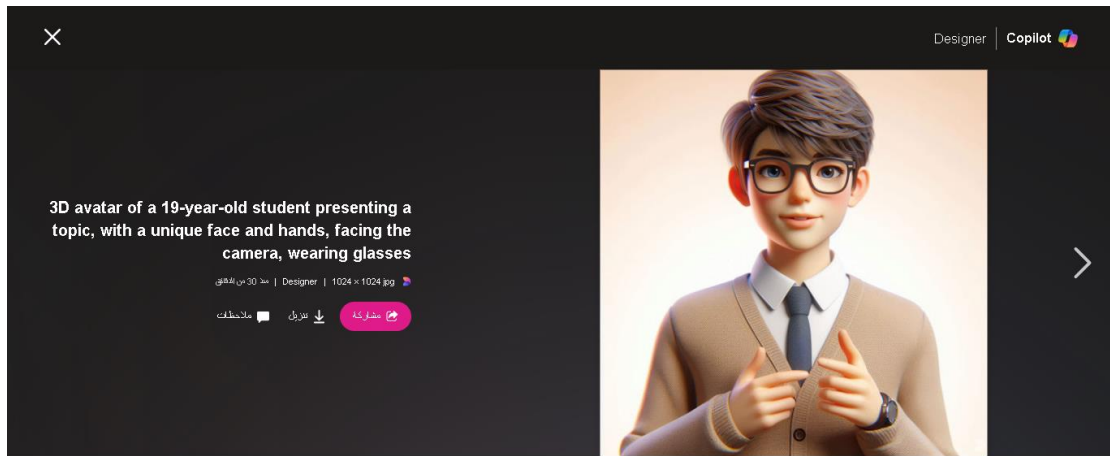 Designer | Copilot
3D avatar of a 19-year-old student presenting a
topic, with a unique face and hands, facing the
camera, wearing glasses
1024 × 1024 jpg | Designer | منذ 30 من الدقائق
مشاركة تنزيل ملاحظات